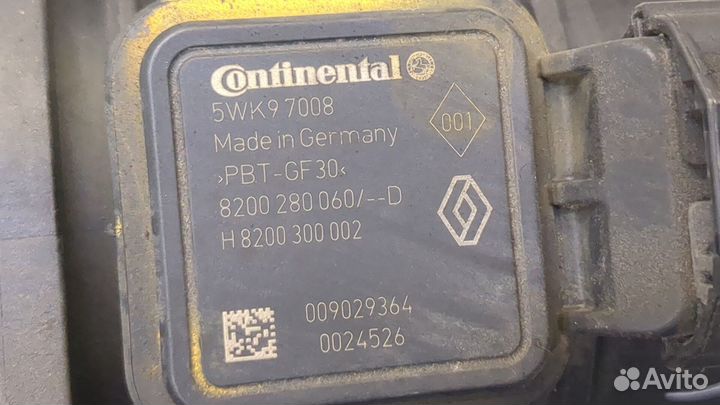 Continental
5WK9 7008
Made in Germany
001
>PBT-GF30<
8200 280 060/--D
H 8200 300 002
009029364
0024526
Avito